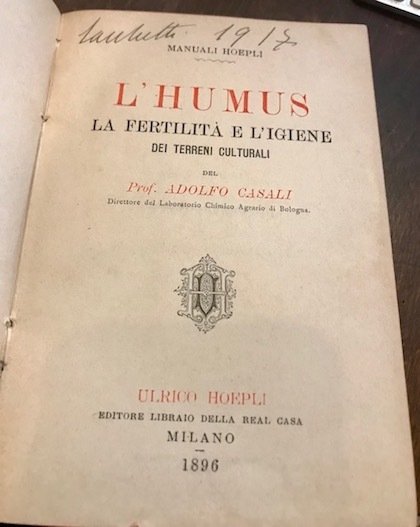 1917
MANUALI HOEPLI
L'HUMUS
LA FERTILITÀ E L'IGIENE
DEI TERRENI CULTURALI
DEL
Prof. ADOLFO CASALI
Direttore del Laboratorio Chimico Agrario di Bologna.
ULRICO HOEPLI
EDITORE LIBRAIO DELLA REAL CASA
MILANO
1896